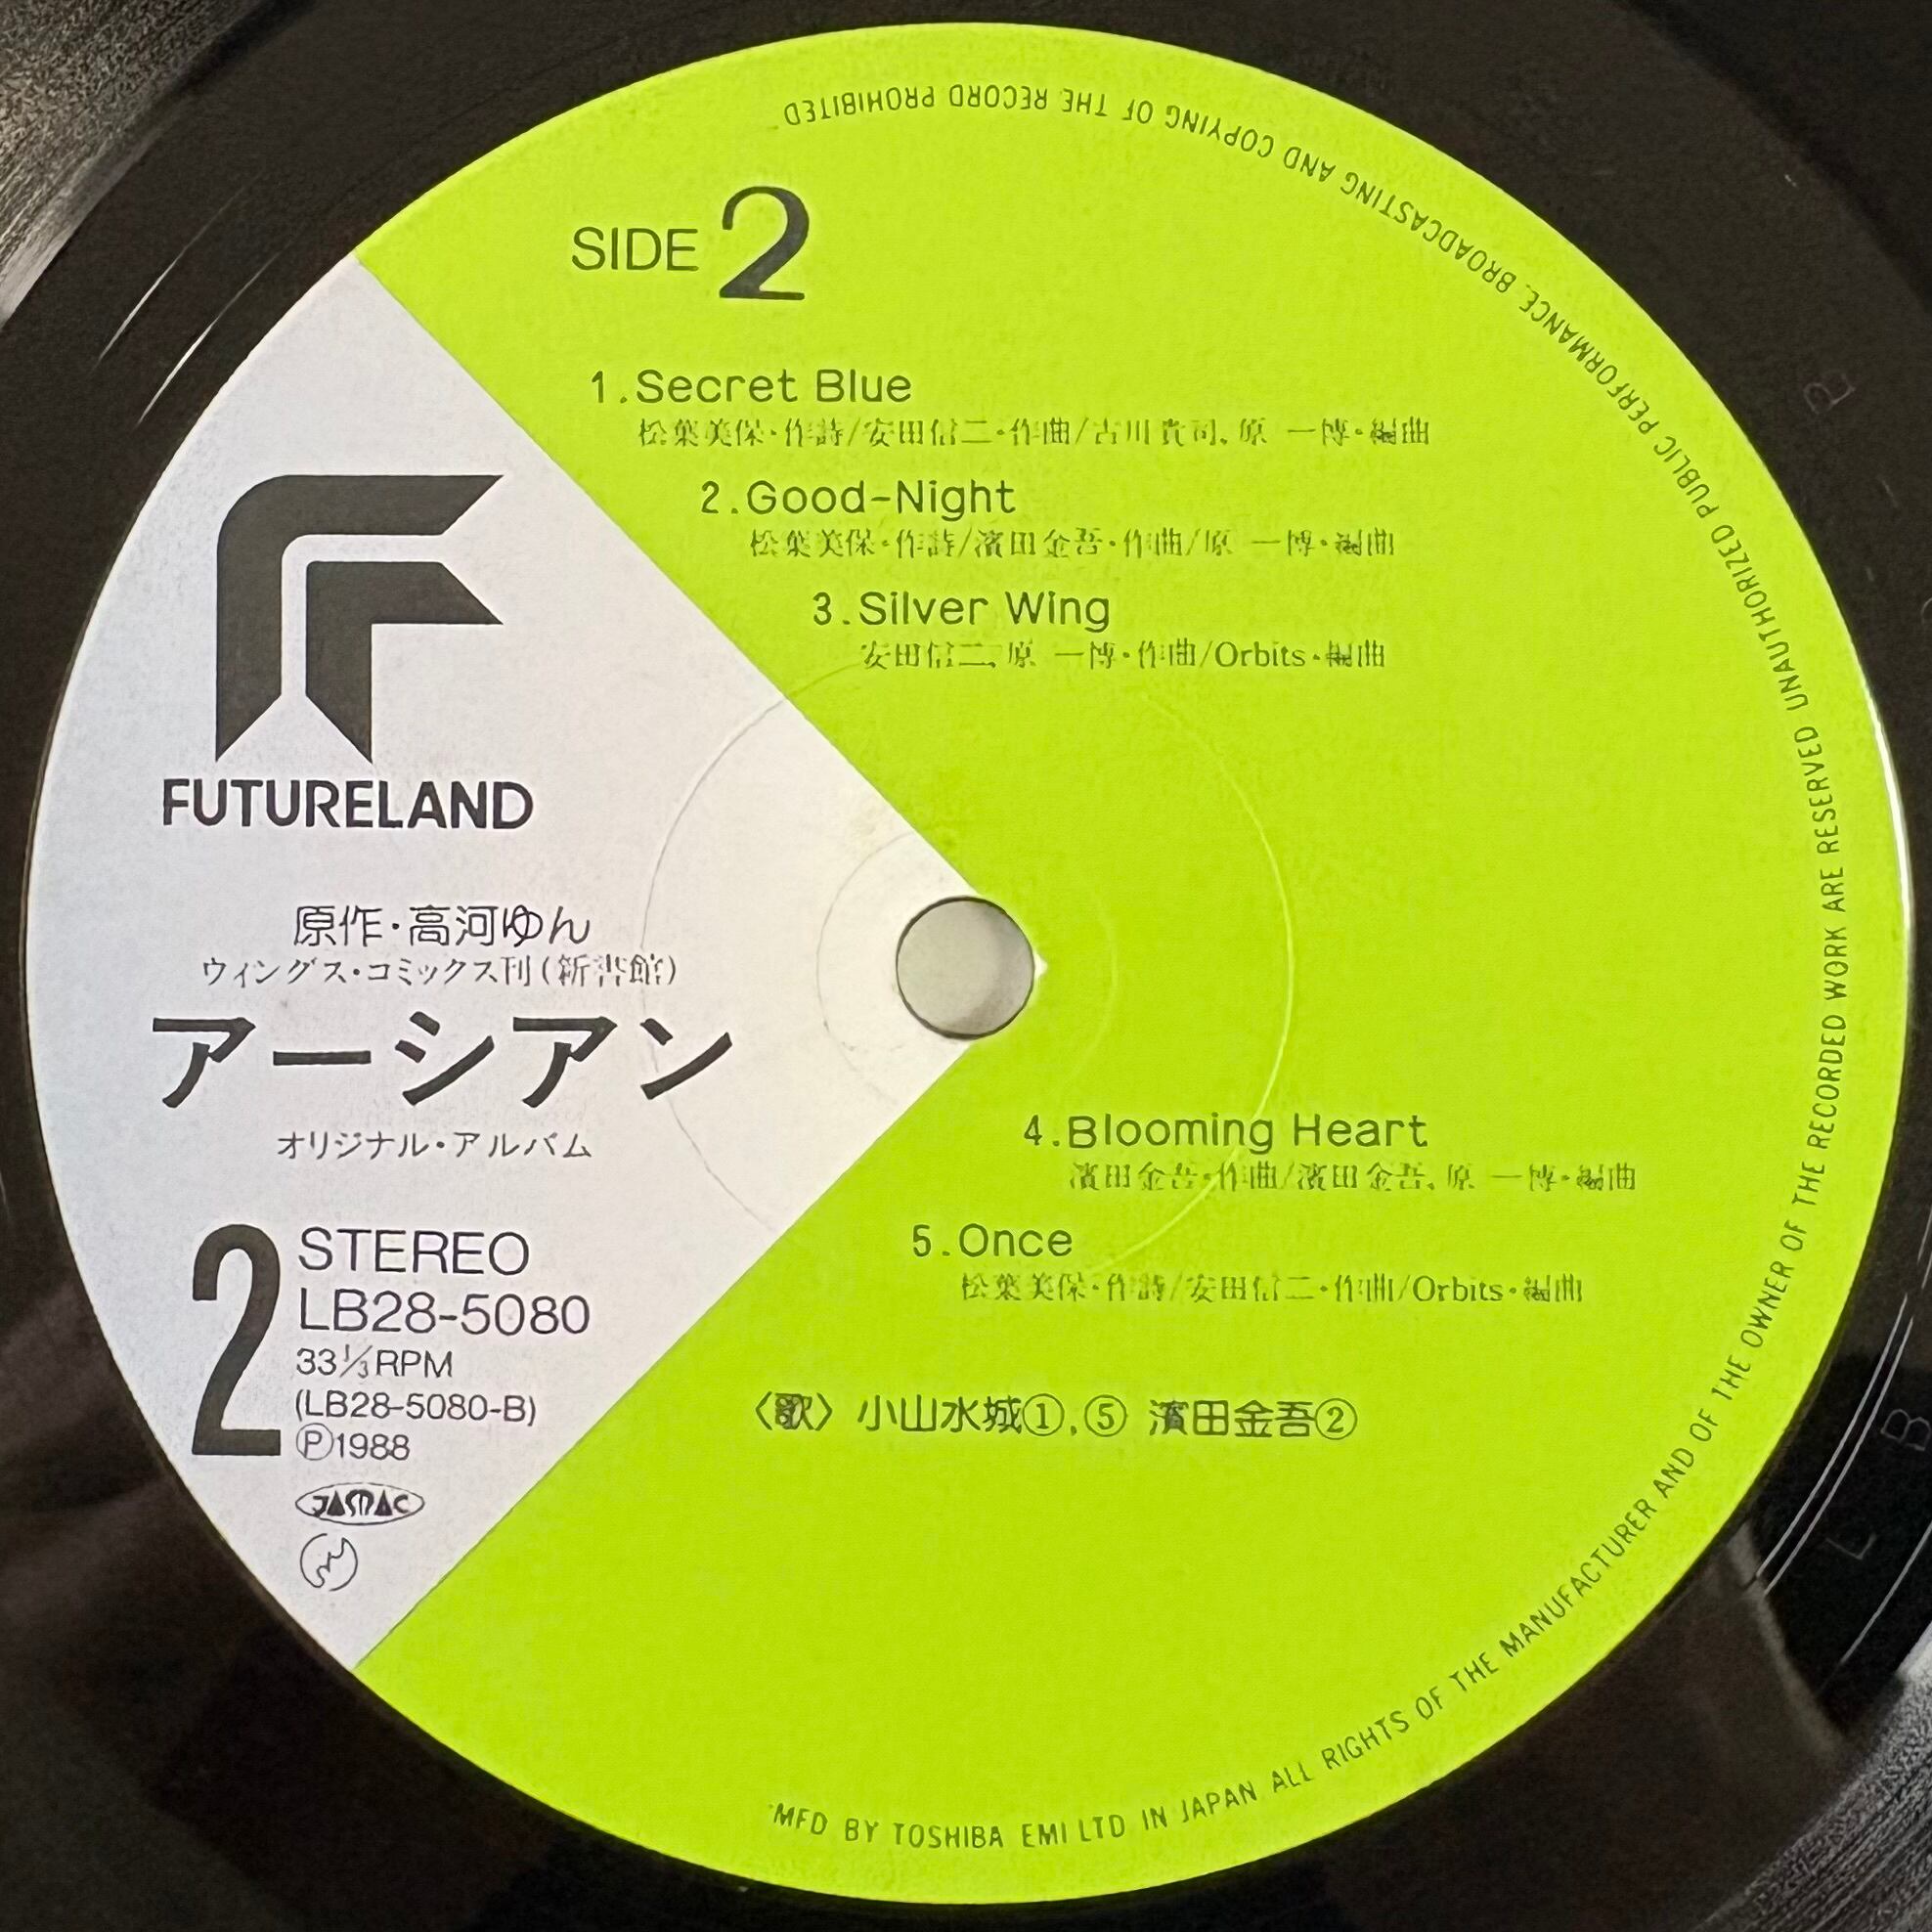 SIDE 2
1.Secret Blue
松葉美保・作詩/安田信二・作曲/古川貴司,原 一博・編曲
2.Good-Night
松葉美保・作詩/濱田金吾・作曲/原 一博・編曲
3.Silver Wing
安田信二,原 一博・作曲/Orbits・編曲
FUTURELAND
原作・高河ゆん
ウィングス・コミックス刊(新書館)
アーシアン
オリジナル・アルバム
2
STEREO
LB28-5080
33⅓RPM
(LB28-5080-B)
Ⓟ1988
JASRAC
4.Blooming Heart
濱田金吾・作曲/濱田金吾,原 一博・編曲
5.Once
松葉美保・作詩/安田信二・作曲/Orbits・編曲
〈歌〉小山水城①,⑤ 濱田金吾②
MFD BY TOSHIBA EMI LTD IN JAPAN ALL RIGHTS OF THE MANUFACTURER AND OF THE OWNER OF THE RECORDED WORK ARE RESERVED UNAUTHORIZED PUBLIC PERFORMANCE, BROADCASTING AND COPYING OF THE RECORD PROHIBITED